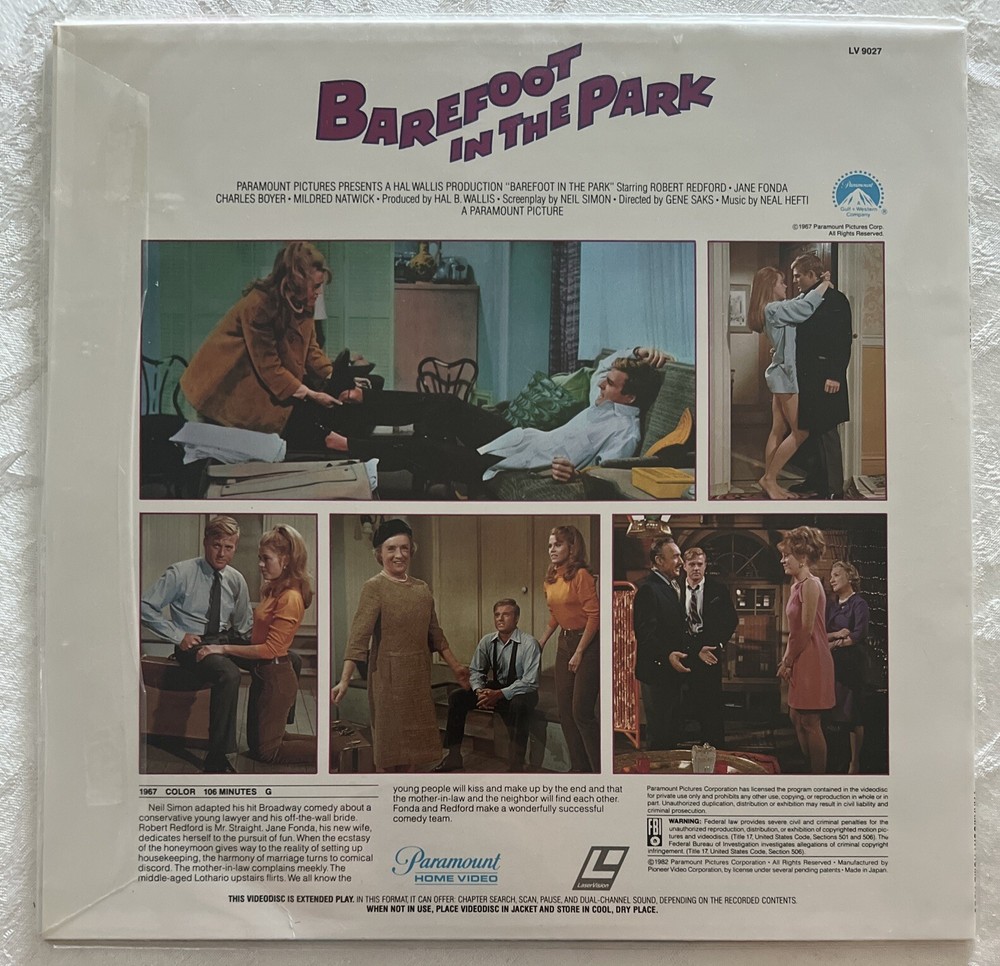 LV 9027
BAREFOOT
IN THE PARK
PARAMOUNT PICTURES PRESENTS A HAL WALLIS PRODUCTION "BAREFOOT IN THE PARK" Starring ROBERT REDFORD • JANE FONDA
CHARLES BOYER • MILDRED NATWICK • Produced by HAL B. WALLIS • Screenplay by NEIL SIMON • Directed by GENE SAKS • Music by NEAL HEFTI
A PARAMOUNT PICTURE
Paramount
Gulf + Western
Company
®
©1967 Paramount Pictures Corp.
All Rights Reserved.
1967 COLOR 106 MINUTES G
Neil Simon adapted his hit Broadway comedy about a
conservative young lawyer and his off-the-wall bride.
Robert Redford is Mr. Straight. Jane Fonda, his new wife,
dedicates herself to the pursuit of fun. When the ecstasy
of the honeymoon gives way to the reality of setting up
housekeeping, the harmony of marriage turns to comical
discord. The mother-in-law complains meekly. The
middle-aged Lothario upstairs flirts. We all know the
young people will kiss and make up by the end and that
the mother-in-law and the neighbor will find each other.
Fonda and Redford make a wonderfully successful
comedy team.
Paramount
HOME VIDEO
LaserVision
Paramount Pictures Corporation has licensed the program contained in the videodisc
for private use only and prohibits any other use, copying, or reproduction in whole or in
part. Unauthorized duplication, distribution or exhibition may result in civil liability and
criminal prosecution.
FBI
WARNING: Federal law provides severe civil and criminal penalties for the
unauthorized reproduction, distribution, or exhibition of copyrighted motion pic-
tures and videodiscs. (Title 17, United States Code, Sections 501 and 506). The
Federal Bureau of Investigation investigates allegations of criminal copyright
infringement. (Title 17, United States Code, Section 506).
©1982 Paramount Pictures Corporation • All Rights Reserved • Manufactured by
Pioneer Video Corporation, by license under several pending patents • Made in Japan.
THIS VIDEODISC IS EXTENDED PLAY. IN THIS FORMAT, IT CAN OFFER: CHAPTER SEARCH, SCAN, PAUSE, AND DUAL-CHANNEL SOUND, DEPENDING ON THE RECORDED CONTENTS.
WHEN NOT IN USE, PLACE VIDEODISC IN JACKET AND STORE IN COOL, DRY PLACE.